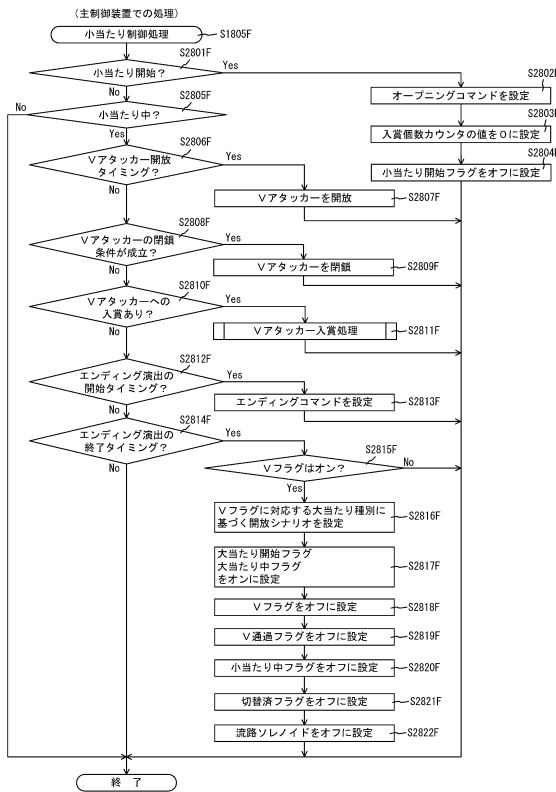 （主制御装置での処理）
小当たり制御処理
S1805F
S2801F
小当たり開始？
Yes
No
S2802F
オープニングコマンドを設定
S2803F
入賞個数カウンタの値を０に設定
S2804F
小当たり開始フラグをオフに設定
S2805F
小当たり中？
No
Yes
S2806F
Ｖアタッカー開放
タイミング？
Yes
No
Ｖアタッカーを開放
S2807F
S2808F
Ｖアタッカーの閉鎖
条件が成立？
Yes
No
Ｖアタッカーを閉鎖
S2809F
S2810F
Ｖアタッカーへの
入賞あり？
Yes
No
Ｖアタッカー入賞処理
S2811F
S2812F
エンディング演出の
開始タイミング？
Yes
No
エンディングコマンドを設定
S2813F
S2814F
エンディング演出の
終了タイミング？
Yes
No
S2815F
Ｖフラグはオン？
No
Yes
Ｖフラグに対応する大当たり種別に
基づく開放シナリオを設定
S2816F
大当たり開始フラグ
大当たり中フラグ
をオンに設定
S2817F
Ｖフラグをオフに設定
S2818F
Ｖ通過フラグをオフに設定
S2819F
小当たり中フラグをオフに設定
S2820F
切替済フラグをオフに設定
S2821F
流路ソレノイドをオフに設定
S2822F
終　了